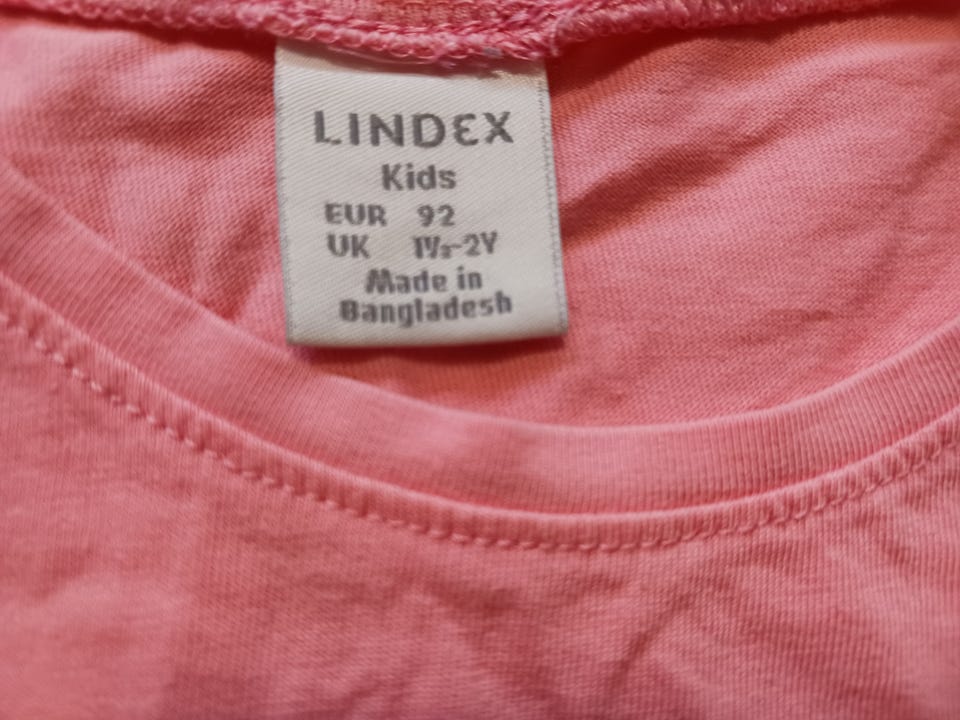 LINDEX
Kids
EUR 92
UK 1½-2Y
Made in
Bangladesh